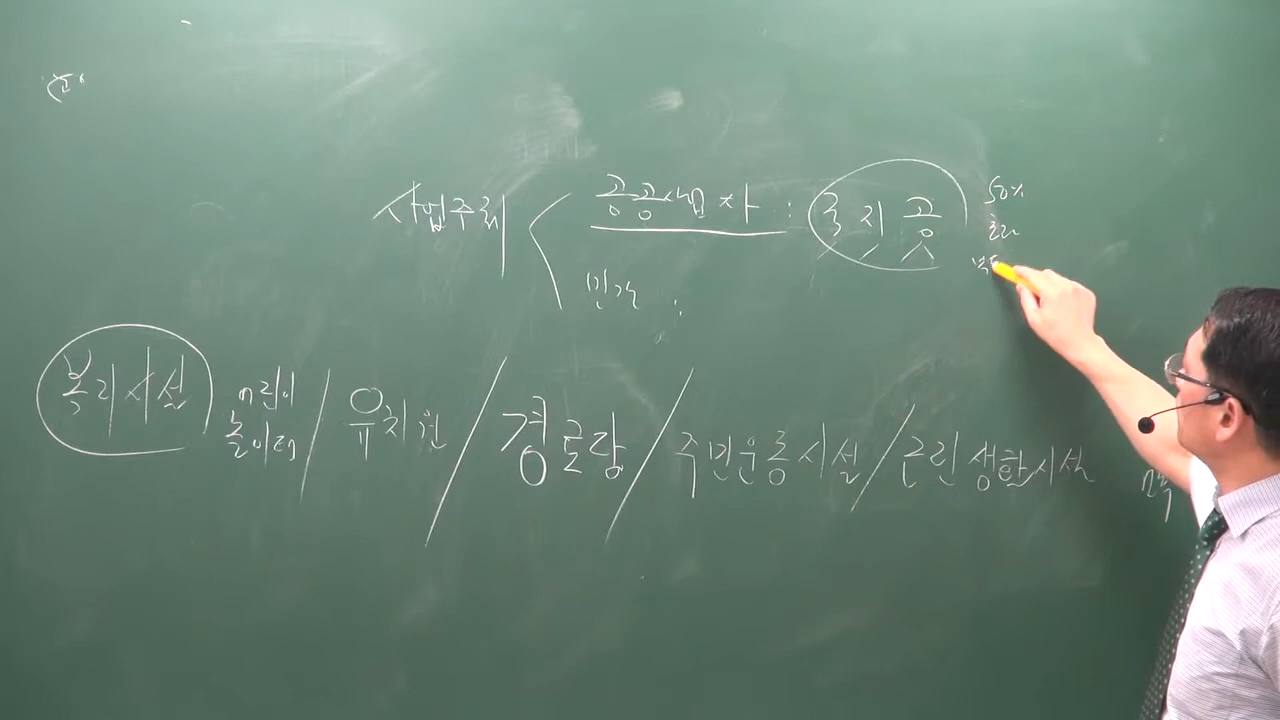 사업주체 < 공공사업자 : 국지공
50%
민간 :
복리시설 어린이 놀이터 / 유치원 / 경로당 / 주민운동시설 / 근린생활시설